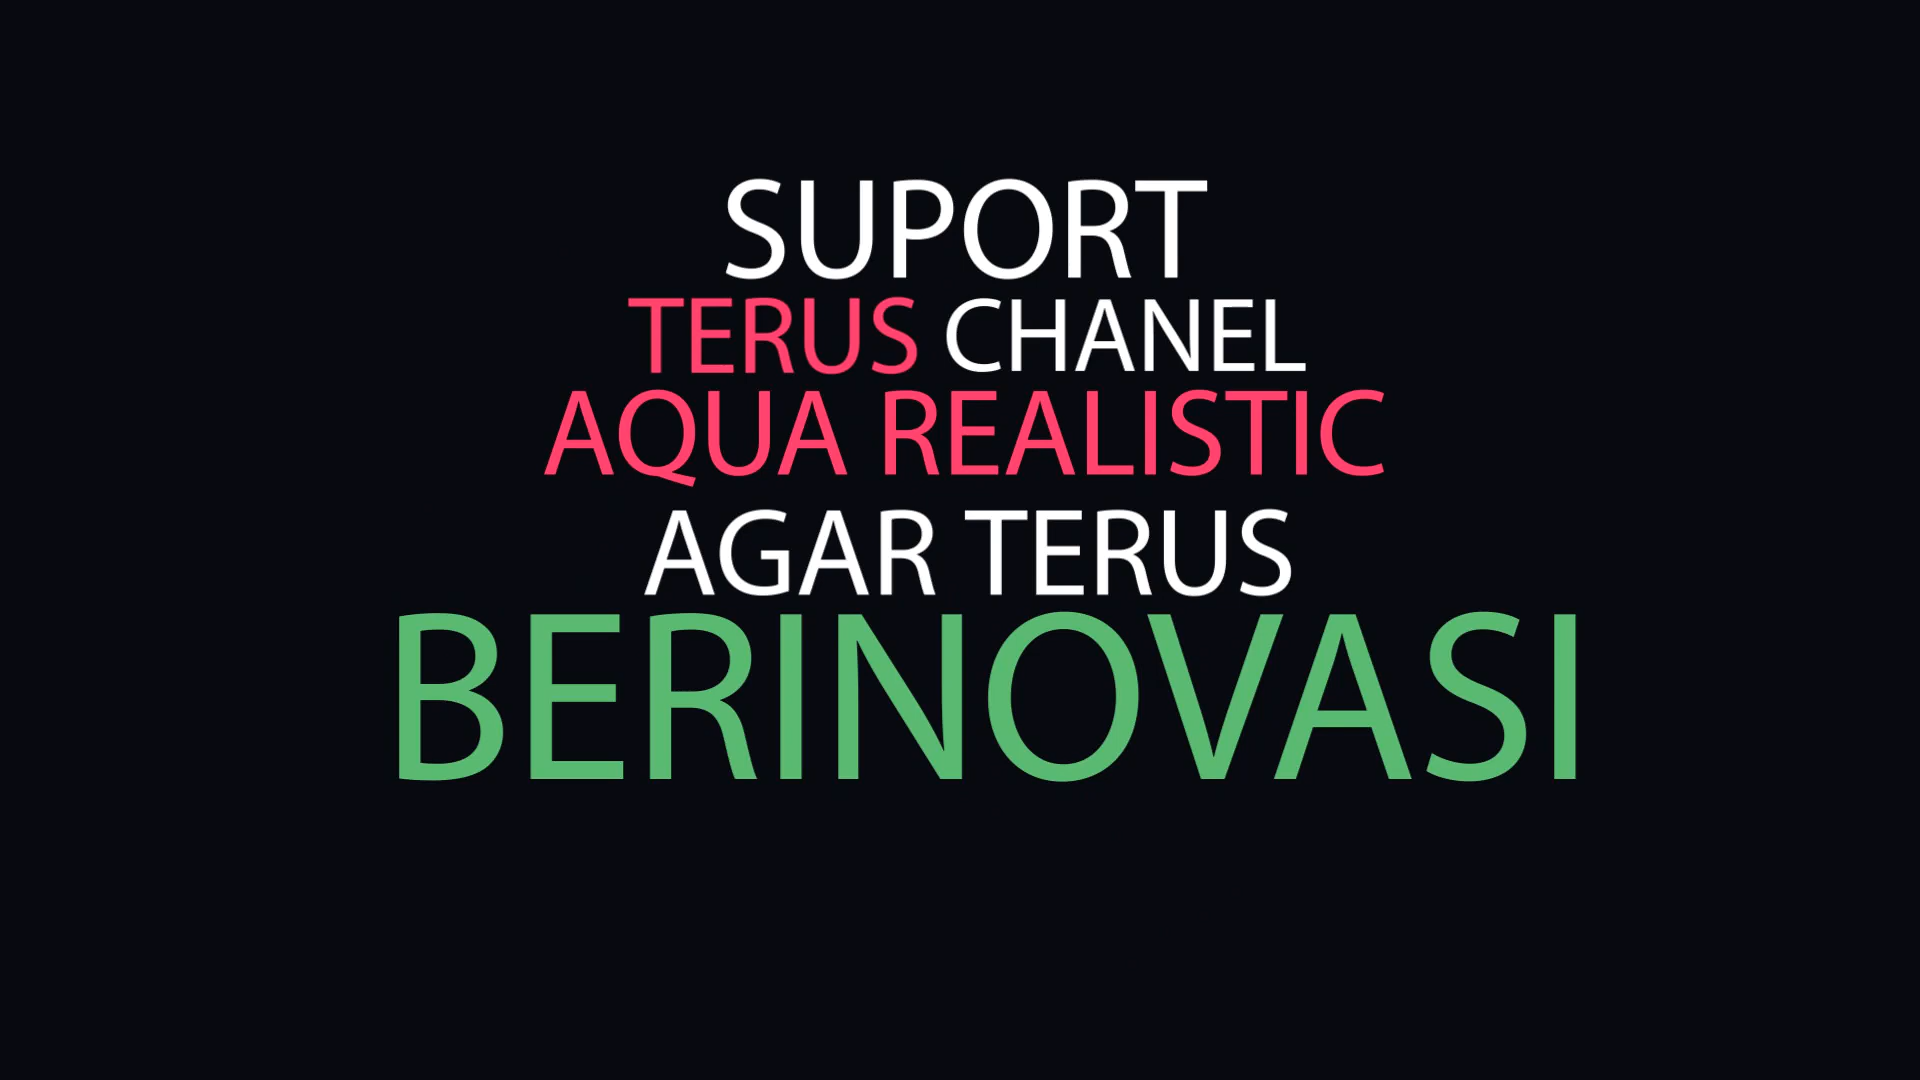 SUPORT
TERUS CHANEL
AQUA REALISTIC
AGAR TERUS
BERINOVASI